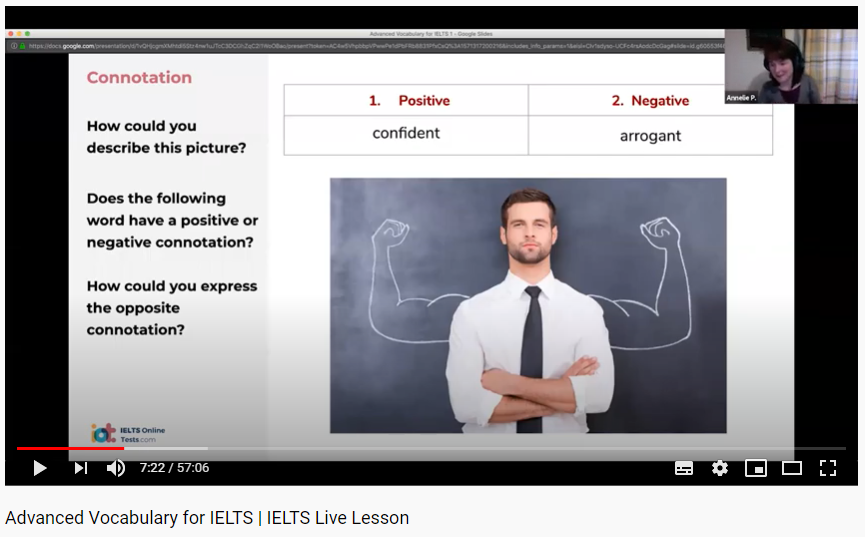 Advanced Vocabulary for IELTS 1 - Google Slides
Connotation
How could you
describe this picture?
Does the following
word have a positive or
negative connotation?
How could you express
the opposite
connotation?
1. Positive
2. Negative
confident
arrogant
Annelie P.
iot IELTS Online
Tests.com
7:22 / 57:06
Advanced Vocabulary for IELTS | IELTS Live Lesson